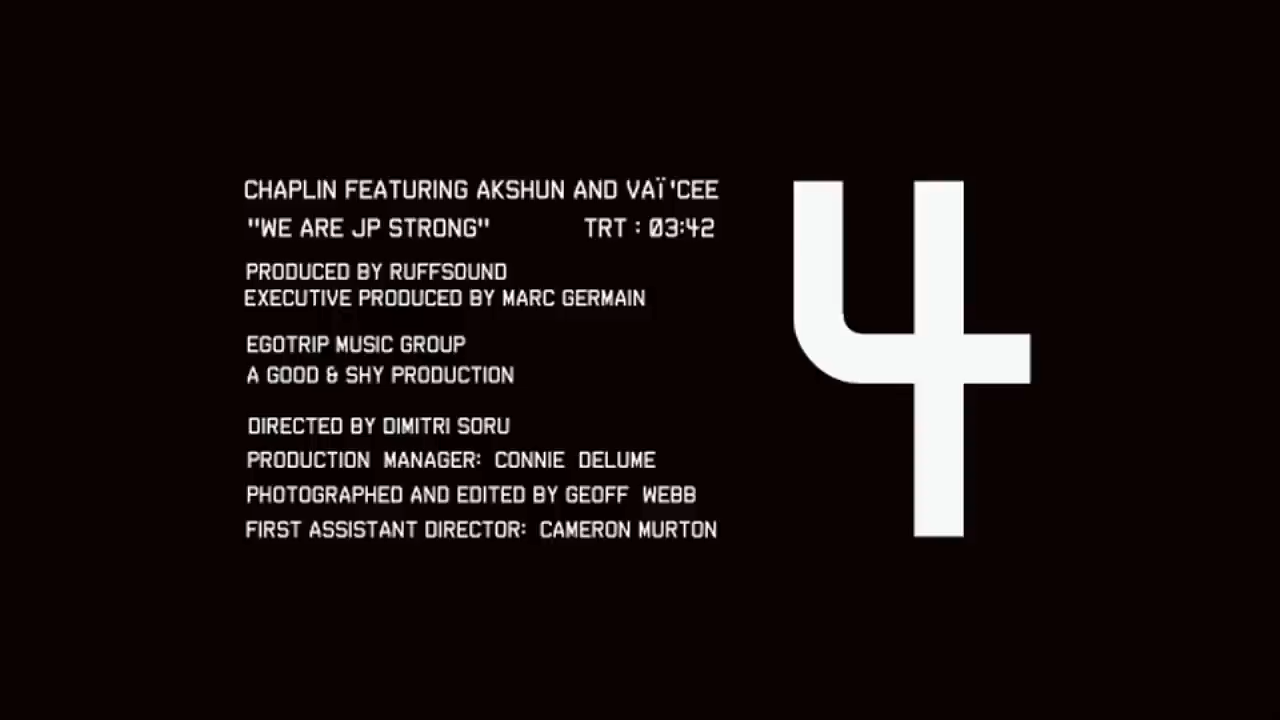 CHAPLIN FEATURING AKSHUN AND VAÏ'CEE
"WE ARE JP STRONG" TRT : 03:42
PRODUCED BY RUFFSOUND
EXECUTIVE PRODUCED BY MARC GERMAIN
EGOTRIP MUSIC GROUP
A GOOD & SHY PRODUCTION
DIRECTED BY DIMITRI SORU
PRODUCTION MANAGER: CONNIE DELUME
PHOTOGRAPHED AND EDITED BY GEOFF WEBB
FIRST ASSISTANT DIRECTOR: CAMERON MURTON
4